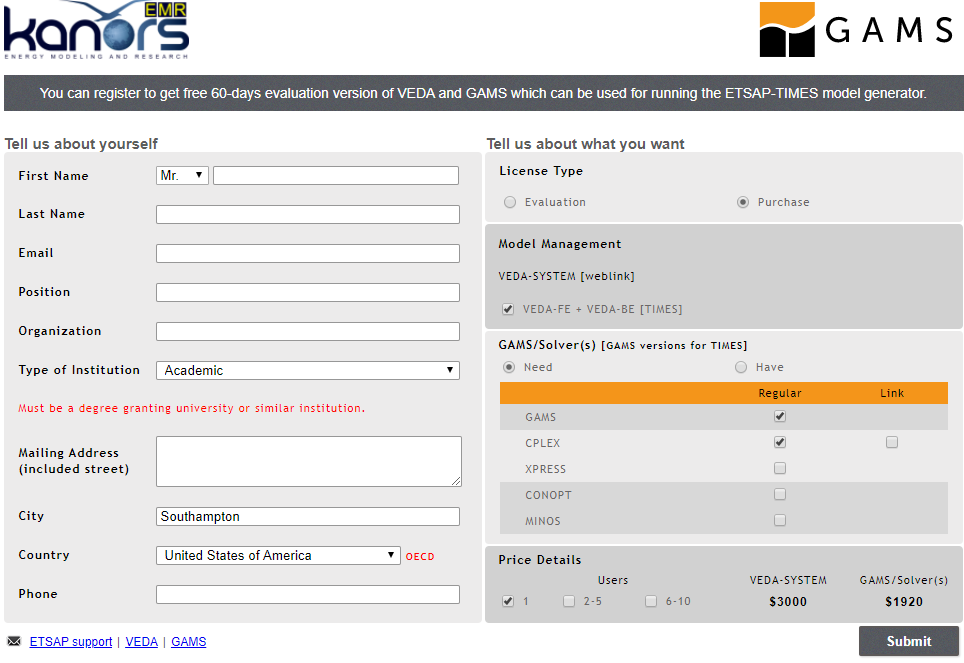 EMR
kanors
ENERGY MODELING AND RESEARCH
GAMS
You can register to get free 60-days evaluation version of VEDA and GAMS which can be used for running the ETSAP-TIMES model generator.
Tell us about yourself
First Name Mr.
Last Name
Email
Position
Organization
Type of Institution Academic
Must be a degree granting university or similar institution.
Mailing Address
(included street)
City Southampton
Country United States of America OECD
Phone
ETSAP support | VEDA | GAMS
Tell us about what you want
License Type
Evaluation Purchase
Model Management
VEDA-SYSTEM [weblink]
VEDA-FE + VEDA-BE [TIMES]
GAMS/Solver(s) [GAMS versions for TIMES]
Need Have
Regular Link
GAMS
CPLEX
XPRESS
CONOPT
MINOS
Price Details
Users VEDA-SYSTEM GAMS/Solver(s)
1 2-5 6-10 $3000 $1920
Submit